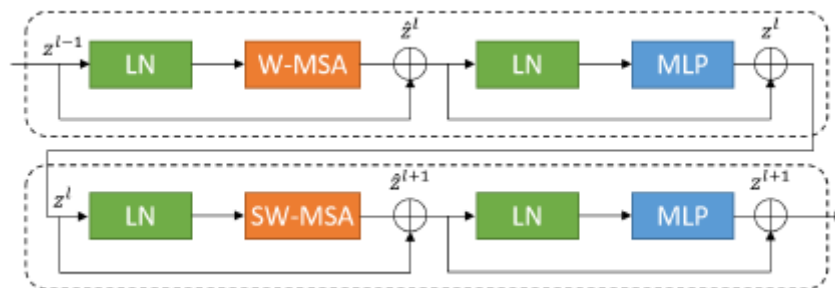 z^{l-1} LN W-MSA ẑ^l LN MLP z^l
z^l LN SW-MSA ẑ^{l+1} LN MLP z^{l+1}